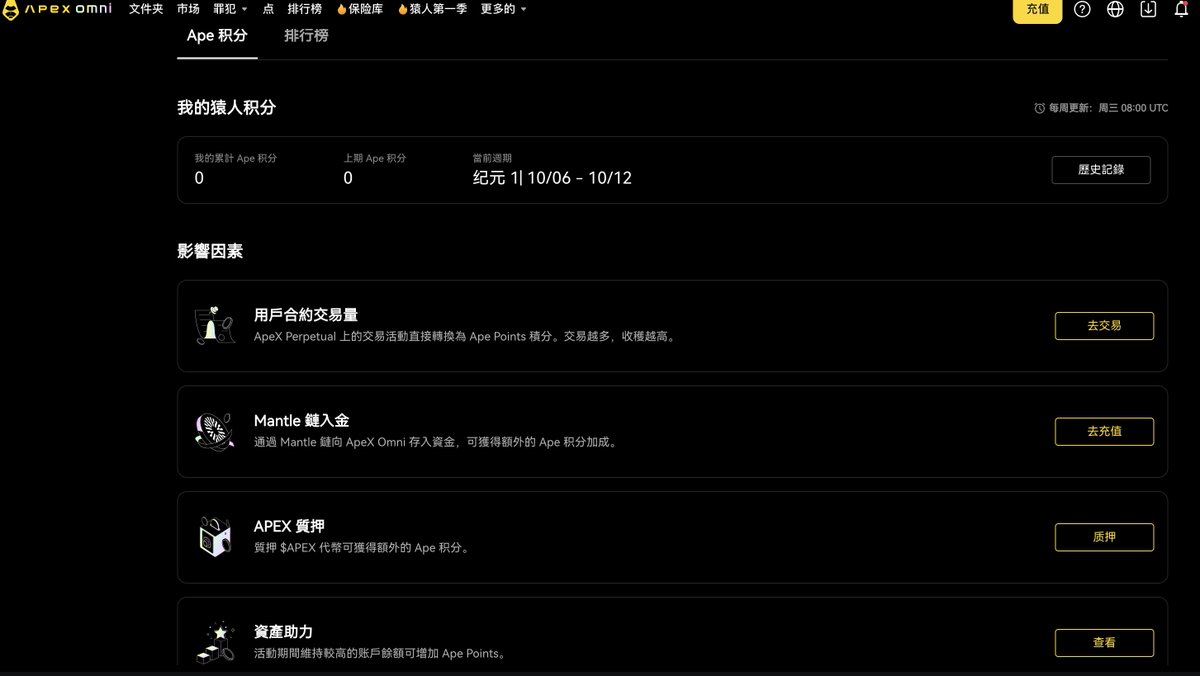 APEX omni 文件夹 市场 罪犯 点 排行榜 🔥保险库 🔥猿人第一季 更多的 充值
Ape 积分 排行榜
我的猿人积分 每周更新：周三 08:00 UTC
我的累計 Ape 积分 上期 Ape 积分 當前週期
0 0 纪元 1| 10/06 - 10/12 歷史記錄
影響因素
用戶合約交易量
ApeX Perpetual 上的交易活動直接轉換為 Ape Points 積分。交易越多，收穫越高。
去交易
Mantle 鏈入金
通過 Mantle 鏈向 ApeX Omni 存入資金，可獲得額外的 Ape 积分加成。
去充值
APEX 質押
質押 $APEX 代幣可獲得額外的 Ape 积分。
质押
資產助力
活動期間維持較高的账戶餘額可增加 Ape Points。
查看